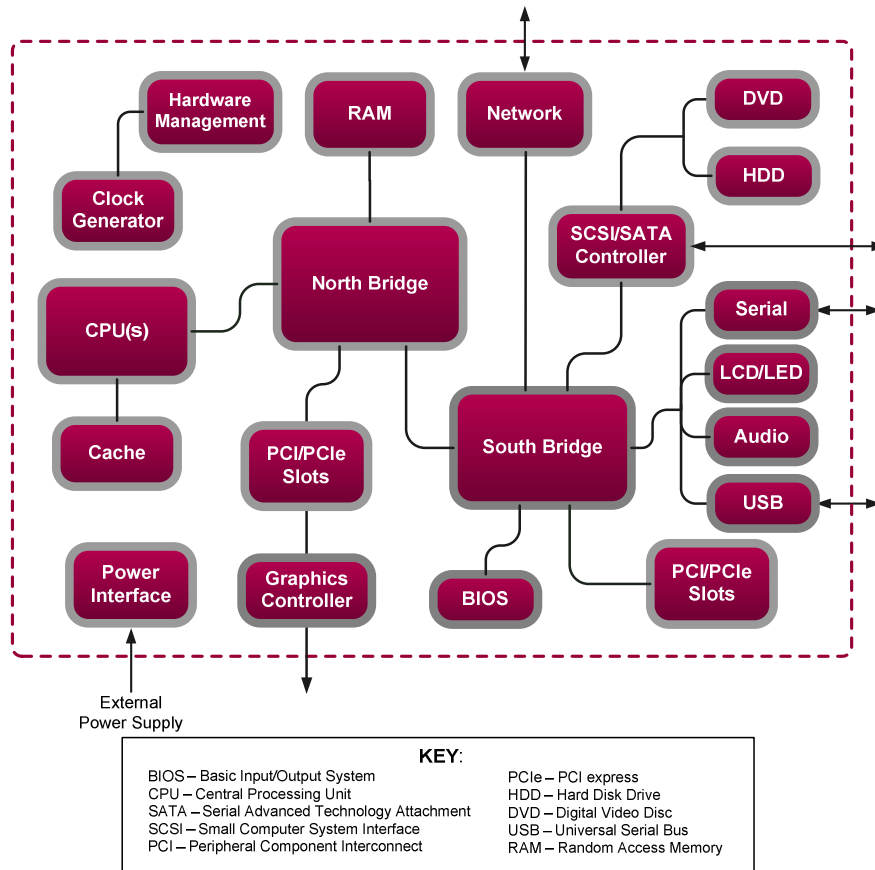 Hardware
Management
RAM
Network
DVD
HDD
Clock
Generator
SCSI/SATA
Controller
North Bridge
CPU(s)
Serial
LCD/LED
Audio
USB
Cache
PCI/PCIe
Slots
South Bridge
Power
Interface
Graphics
Controller
BIOS
PCI/PCIe
Slots
External
Power Supply
KEY:
BIOS – Basic Input/Output System
CPU – Central Processing Unit
SATA – Serial Advanced Technology Attachment
SCSI – Small Computer System Interface
PCI – Peripheral Component Interconnect
PCIe – PCI express
HDD – Hard Disk Drive
DVD – Digital Video Disc
USB – Universal Serial Bus
RAM – Random Access Memory